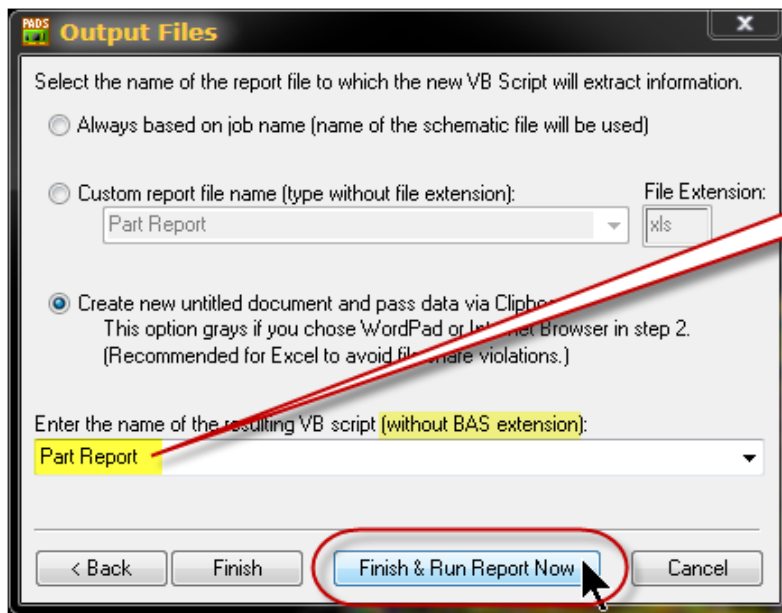 PADS
Output Files
x
Select the name of the report file to which the new VB Script will extract information.
Always based on job name (name of the schematic file will be used)
Custom report file name (type without file extension):
File Extension:
Part Report
xls
Create new untitled document and pass data via
This option grays if you chose WordPad or Browser in step 2.
(Recommended for Excel to avoid violations.)
Enter the name of the resulting VB script (without BAS extension):
Part Report
< Back
Finish
Finish & Run Report Now
Cancel